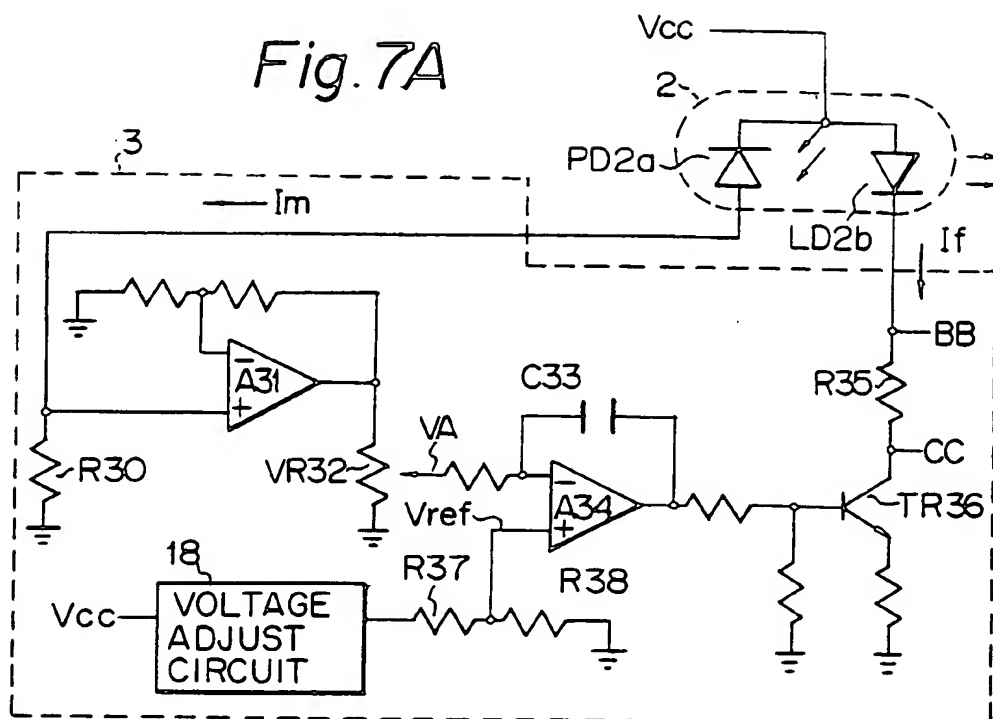 Fig. 7A
Vcc
2
3
PD2a
Im
LD2b
If
BB
R35
C33
A31
−
+
VA
CC
R30
VR32
−
A34
+
TR36
Vref
18
R37
R38
Vcc
VOLTAGE
ADJUST
CIRCUIT